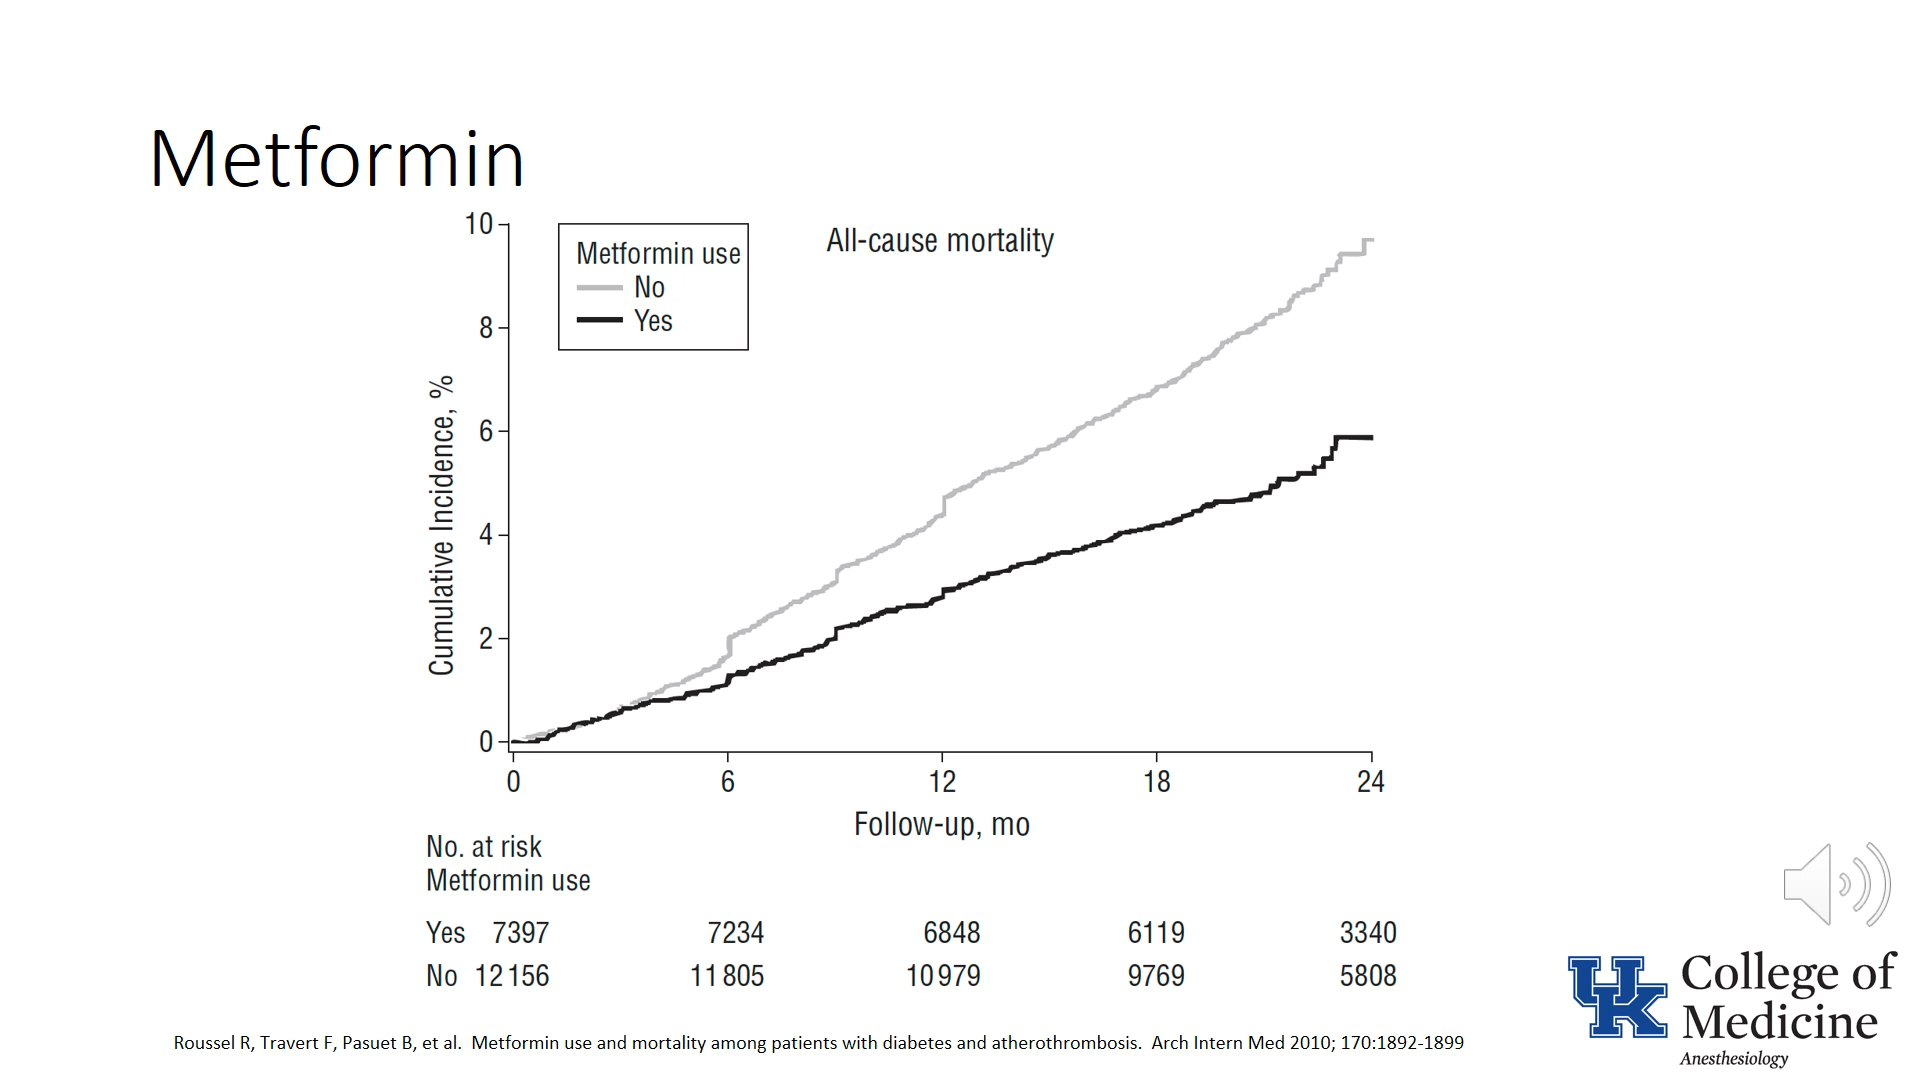 Metformin
All-cause mortality
Metformin use
No
Yes
Cumulative Incidence, %
10
8
6
4
2
0
0 6 12 18 24
Follow-up, mo
No. at risk
Metformin use
Yes 7397 7234 6848 6119 3340
No 12 156 11 805 10 979 9769 5808
Roussel R, Travert F, Pasuet B, et al. Metformin use and mortality among patients with diabetes and atherothrombosis. Arch Intern Med 2010; 170:1892-1899
UK
College of
Medicine
Anesthesiology